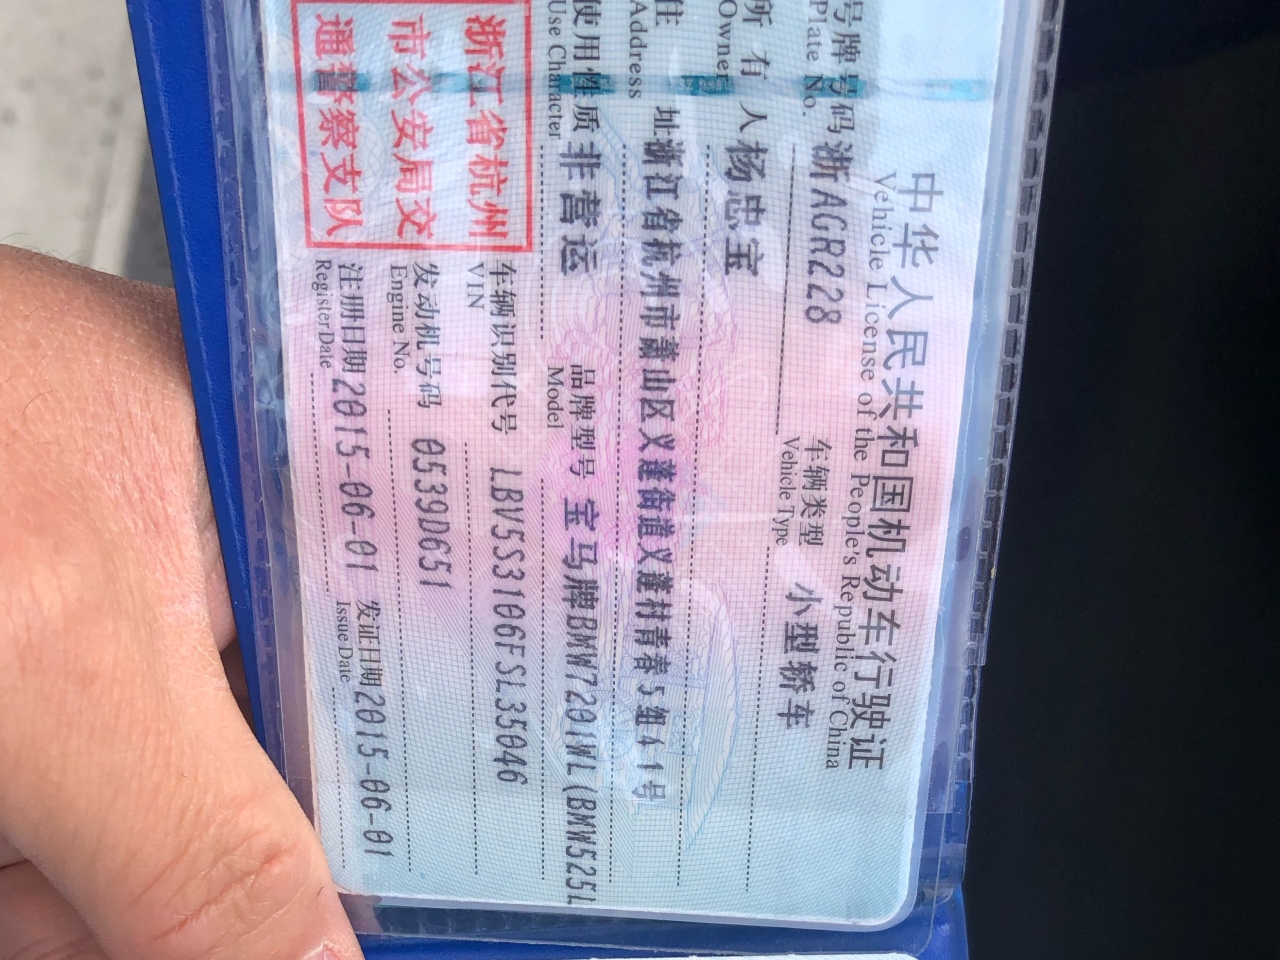 中华人民共和国机动车行驶证
Vehicle License of the People's Republic of China
号牌号码 浙AGR228 车辆类型 小型轿车
Plate No. Vehicle Type
所有人 杨忠宝
Owner
住址 浙江省杭州市萧山区义蓬街道义蓬村青春5组41号
Address
使用性质 非营运 品牌型号 宝马牌BMW7201WL(BMW525L
Use Character Model
浙江省杭州
市公安局交
通警察支队
车辆识别代号 LBV5S3106FSL35046
VIN
发动机号码 0539D651
Engine No.
注册日期 2015-06-01 发证日期 2015-06-01
Register Date Issue Date